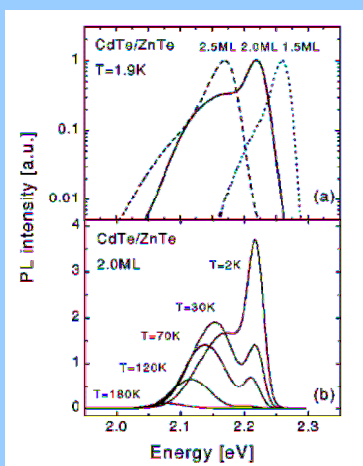 CdTe/ZnTe
2.5ML 2.0ML 1.5ML
T=1.9K
1
0.1
0.01
(a)
PL intensity [a.u.]
CdTe/ZnTe
2.0ML
T=2K
T=30K
T=70K
T=120K
T=180K
4
3
2
1
0
(b)
2.0 2.1 2.2 2.3
Energy [eV]